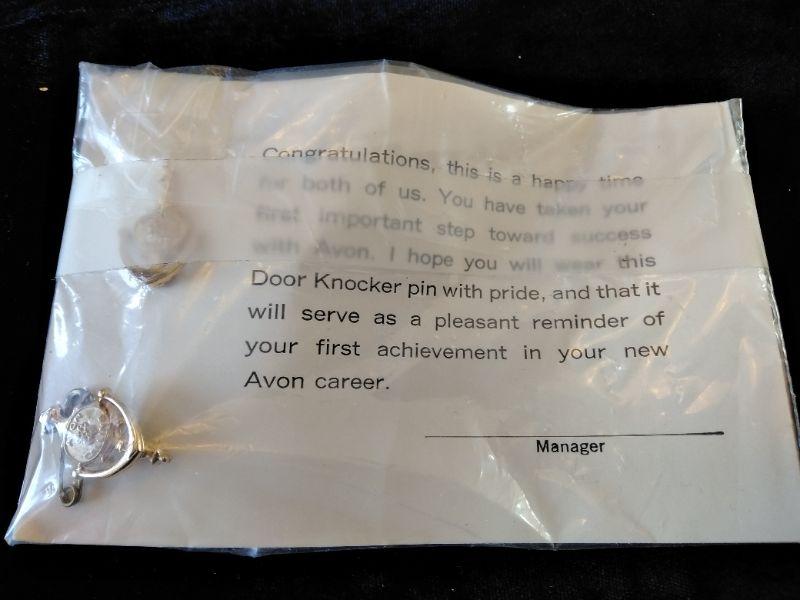 Congratulations, this is a happy time
for both of us. You have taken your
first important step toward success
with Avon. I hope you will wear this
Door Knocker pin with pride, and that it
will serve as a pleasant reminder of
your first achievement in your new
Avon career.
Manager